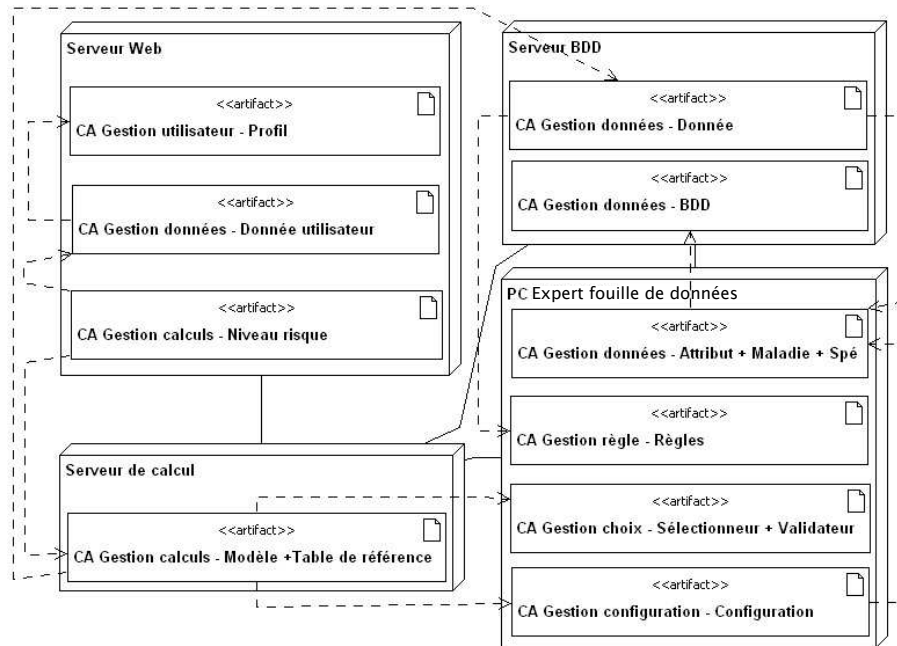 Serveur Web
<<artifact>>
CA Gestion utilisateur - Profil
<<artifact>>
CA Gestion données - Donnée utilisateur
<<artifact>>
CA Gestion calculs - Niveau risque
Serveur BDD
<<artifact>>
CA Gestion données - Donnée
<<artifact>>
CA Gestion données - BDD
PC Expert fouille de données
<<artifact>>
CA Gestion données - Attribut + Maladie + Spé
<<artifact>>
CA Gestion règle - Règles
<<artifact>>
CA Gestion choix - Sélectionneur + Validateur
<<artifact>>
CA Gestion configuration - Configuration
Serveur de calcul
<<artifact>>
CA Gestion calculs - Modèle +Table de référence